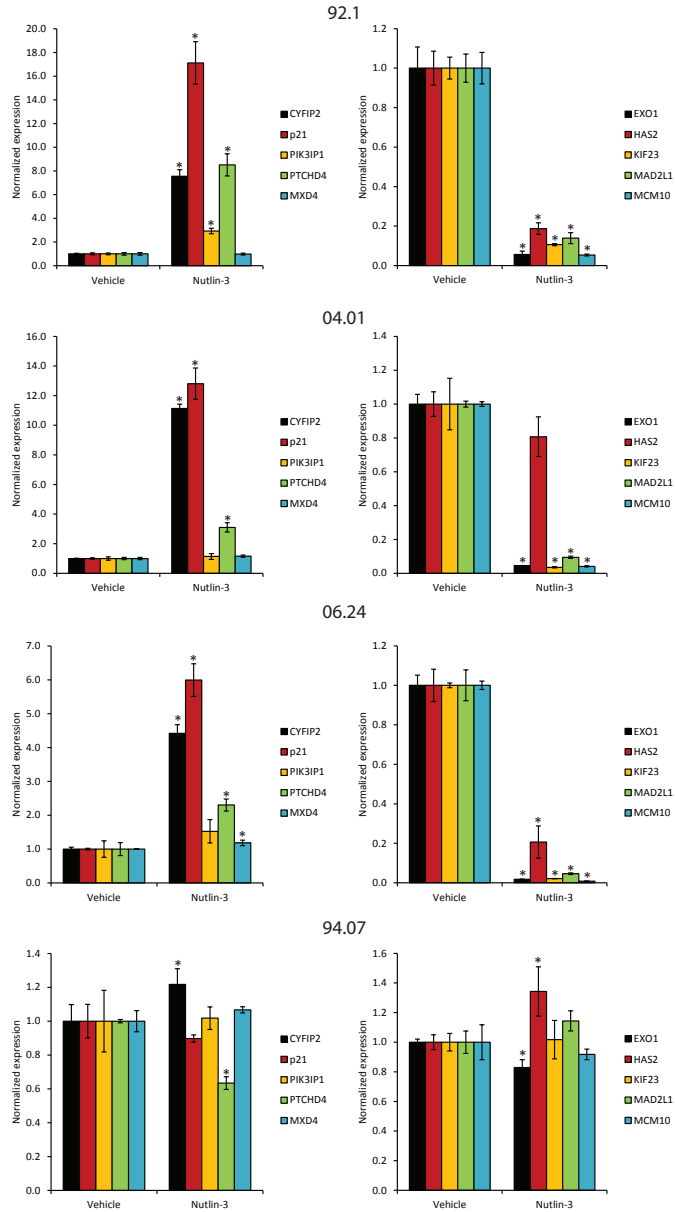 92.1
20.0
18.0
16.0
14.0
12.0
10.0
8.0
6.0
4.0
2.0
0.0
Normalized expression
* * * *
Vehicle Nutlin-3
CYFIP2
p21
PIK3IP1
PTCHD4
MXD4
1.2
1.0
0.8
0.6
0.4
0.2
0.0
Normalized expression
* * * * *
Vehicle Nutlin-3
EXO1
HAS2
KIF23
MAD2L1
MCM10
04.01
16.0
14.0
12.0
10.0
8.0
6.0
4.0
2.0
0.0
Normalized expression
* * *
Vehicle Nutlin-3
CYFIP2
p21
PIK3IP1
PTCHD4
MXD4
1.4
1.2
1.0
0.8
0.6
0.4
0.2
0.0
Normalized expression
* * * *
Vehicle Nutlin-3
EXO1
HAS2
KIF23
MAD2L1
MCM10
06.24
7.0
6.0
5.0
4.0
3.0
2.0
1.0
0.0
Normalized expression
* * * *
Vehicle Nutlin-3
CYFIP2
p21
PIK3IP1
PTCHD4
MXD4
1.2
1.0
0.8
0.6
0.4
0.2
0.0
Normalized expression
* * * * *
Vehicle Nutlin-3
EXO1
HAS2
KIF23
MAD2L1
MCM10
94.07
1.4
1.2
1.0
0.8
0.6
0.4
0.2
0.0
Normalized expression
* *
Vehicle Nutlin-3
CYFIP2
p21
PIK3IP1
PTCHD4
MXD4
1.6
1.4
1.2
1.0
0.8
0.6
0.4
0.2
0.0
Normalized expression
* *
Vehicle Nutlin-3
EXO1
HAS2
KIF23
MAD2L1
MCM10